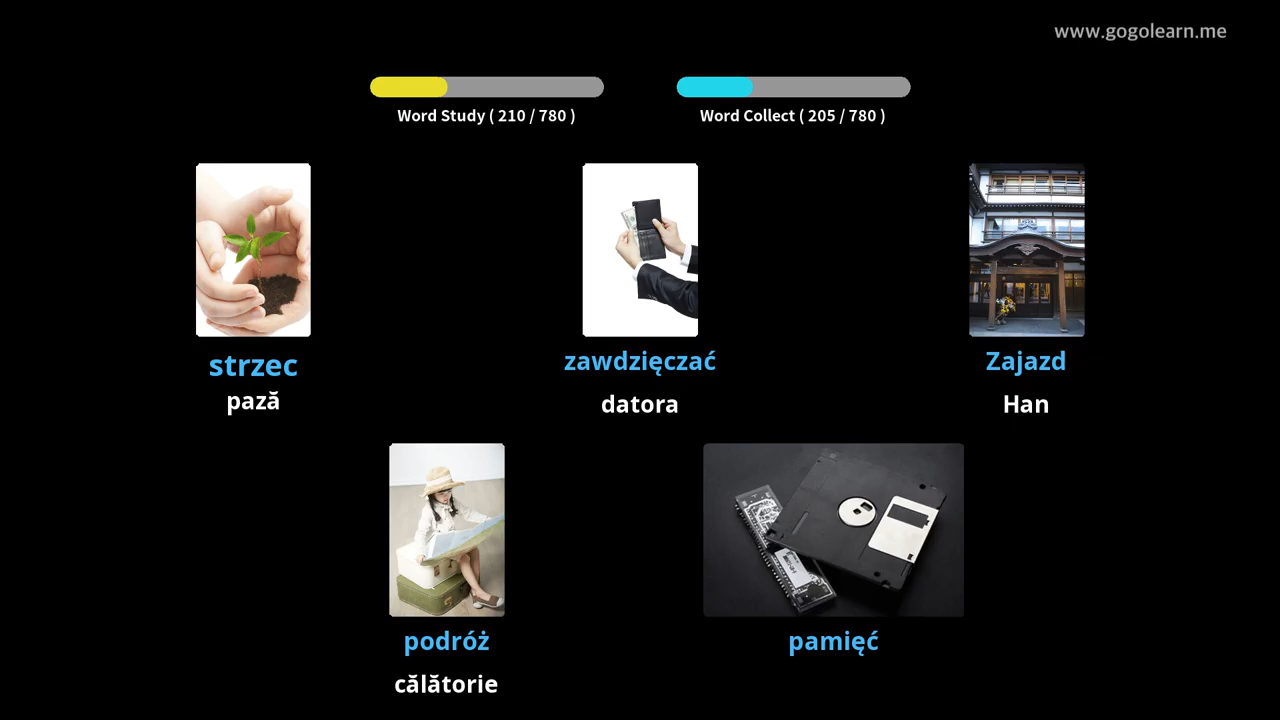 www.gogolearn.me
Word Study ( 210 / 780 )
Word Collect ( 205 / 780 )
strzec
pază
zawdzięczać
datora
Zajazd
Han
podróż
călătorie
pamięć